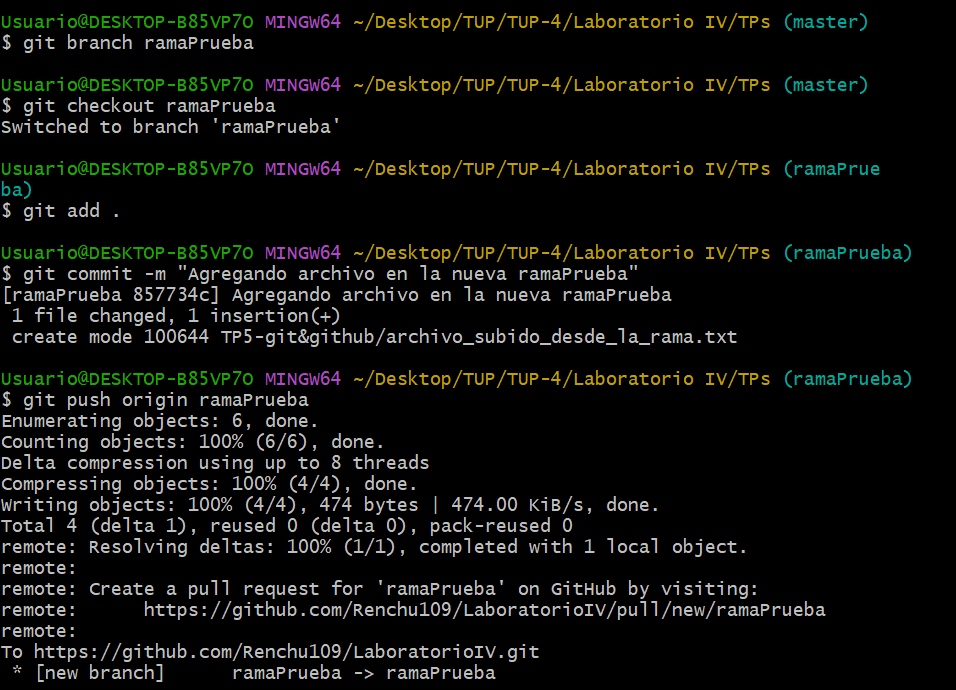 Usuario@DESKTOP-B85VP7O MINGW64 ~/Desktop/TUP/TUP-4/Laboratorio IV/TPs (master)
$ git branch ramaPrueba
Usuario@DESKTOP-B85VP7O MINGW64 ~/Desktop/TUP/TUP-4/Laboratorio IV/TPs (master)
$ git checkout ramaPrueba
Switched to branch 'ramaPrueba'
Usuario@DESKTOP-B85VP7O MINGW64 ~/Desktop/TUP/TUP-4/Laboratorio IV/TPs (ramaPrue
ba)
$ git add .
Usuario@DESKTOP-B85VP7O MINGW64 ~/Desktop/TUP/TUP-4/Laboratorio IV/TPs (ramaPrueba)
$ git commit -m "Agregando archivo en la nueva ramaPrueba"
[ramaPrueba 857734c] Agregando archivo en la nueva ramaPrueba
 1 file changed, 1 insertion(+)
 create mode 100644 TP5-git&github/archivo_subido_desde_la_rama.txt
Usuario@DESKTOP-B85VP7O MINGW64 ~/Desktop/TUP/TUP-4/Laboratorio IV/TPs (ramaPrueba)
$ git push origin ramaPrueba
Enumerating objects: 6, done.
Counting objects: 100% (6/6), done.
Delta compression using up to 8 threads
Compressing objects: 100% (4/4), done.
Writing objects: 100% (4/4), 474 bytes | 474.00 KiB/s, done.
Total 4 (delta 1), reused 0 (delta 0), pack-reused 0
remote: Resolving deltas: 100% (1/1), completed with 1 local object.
remote:
remote: Create a pull request for 'ramaPrueba' on GitHub by visiting:
remote:      https://github.com/Renchu109/LaboratorioIV/pull/new/ramaPrueba
remote:
To https://github.com/Renchu109/LaboratorioIV.git
 * [new branch]      ramaPrueba -> ramaPrueba